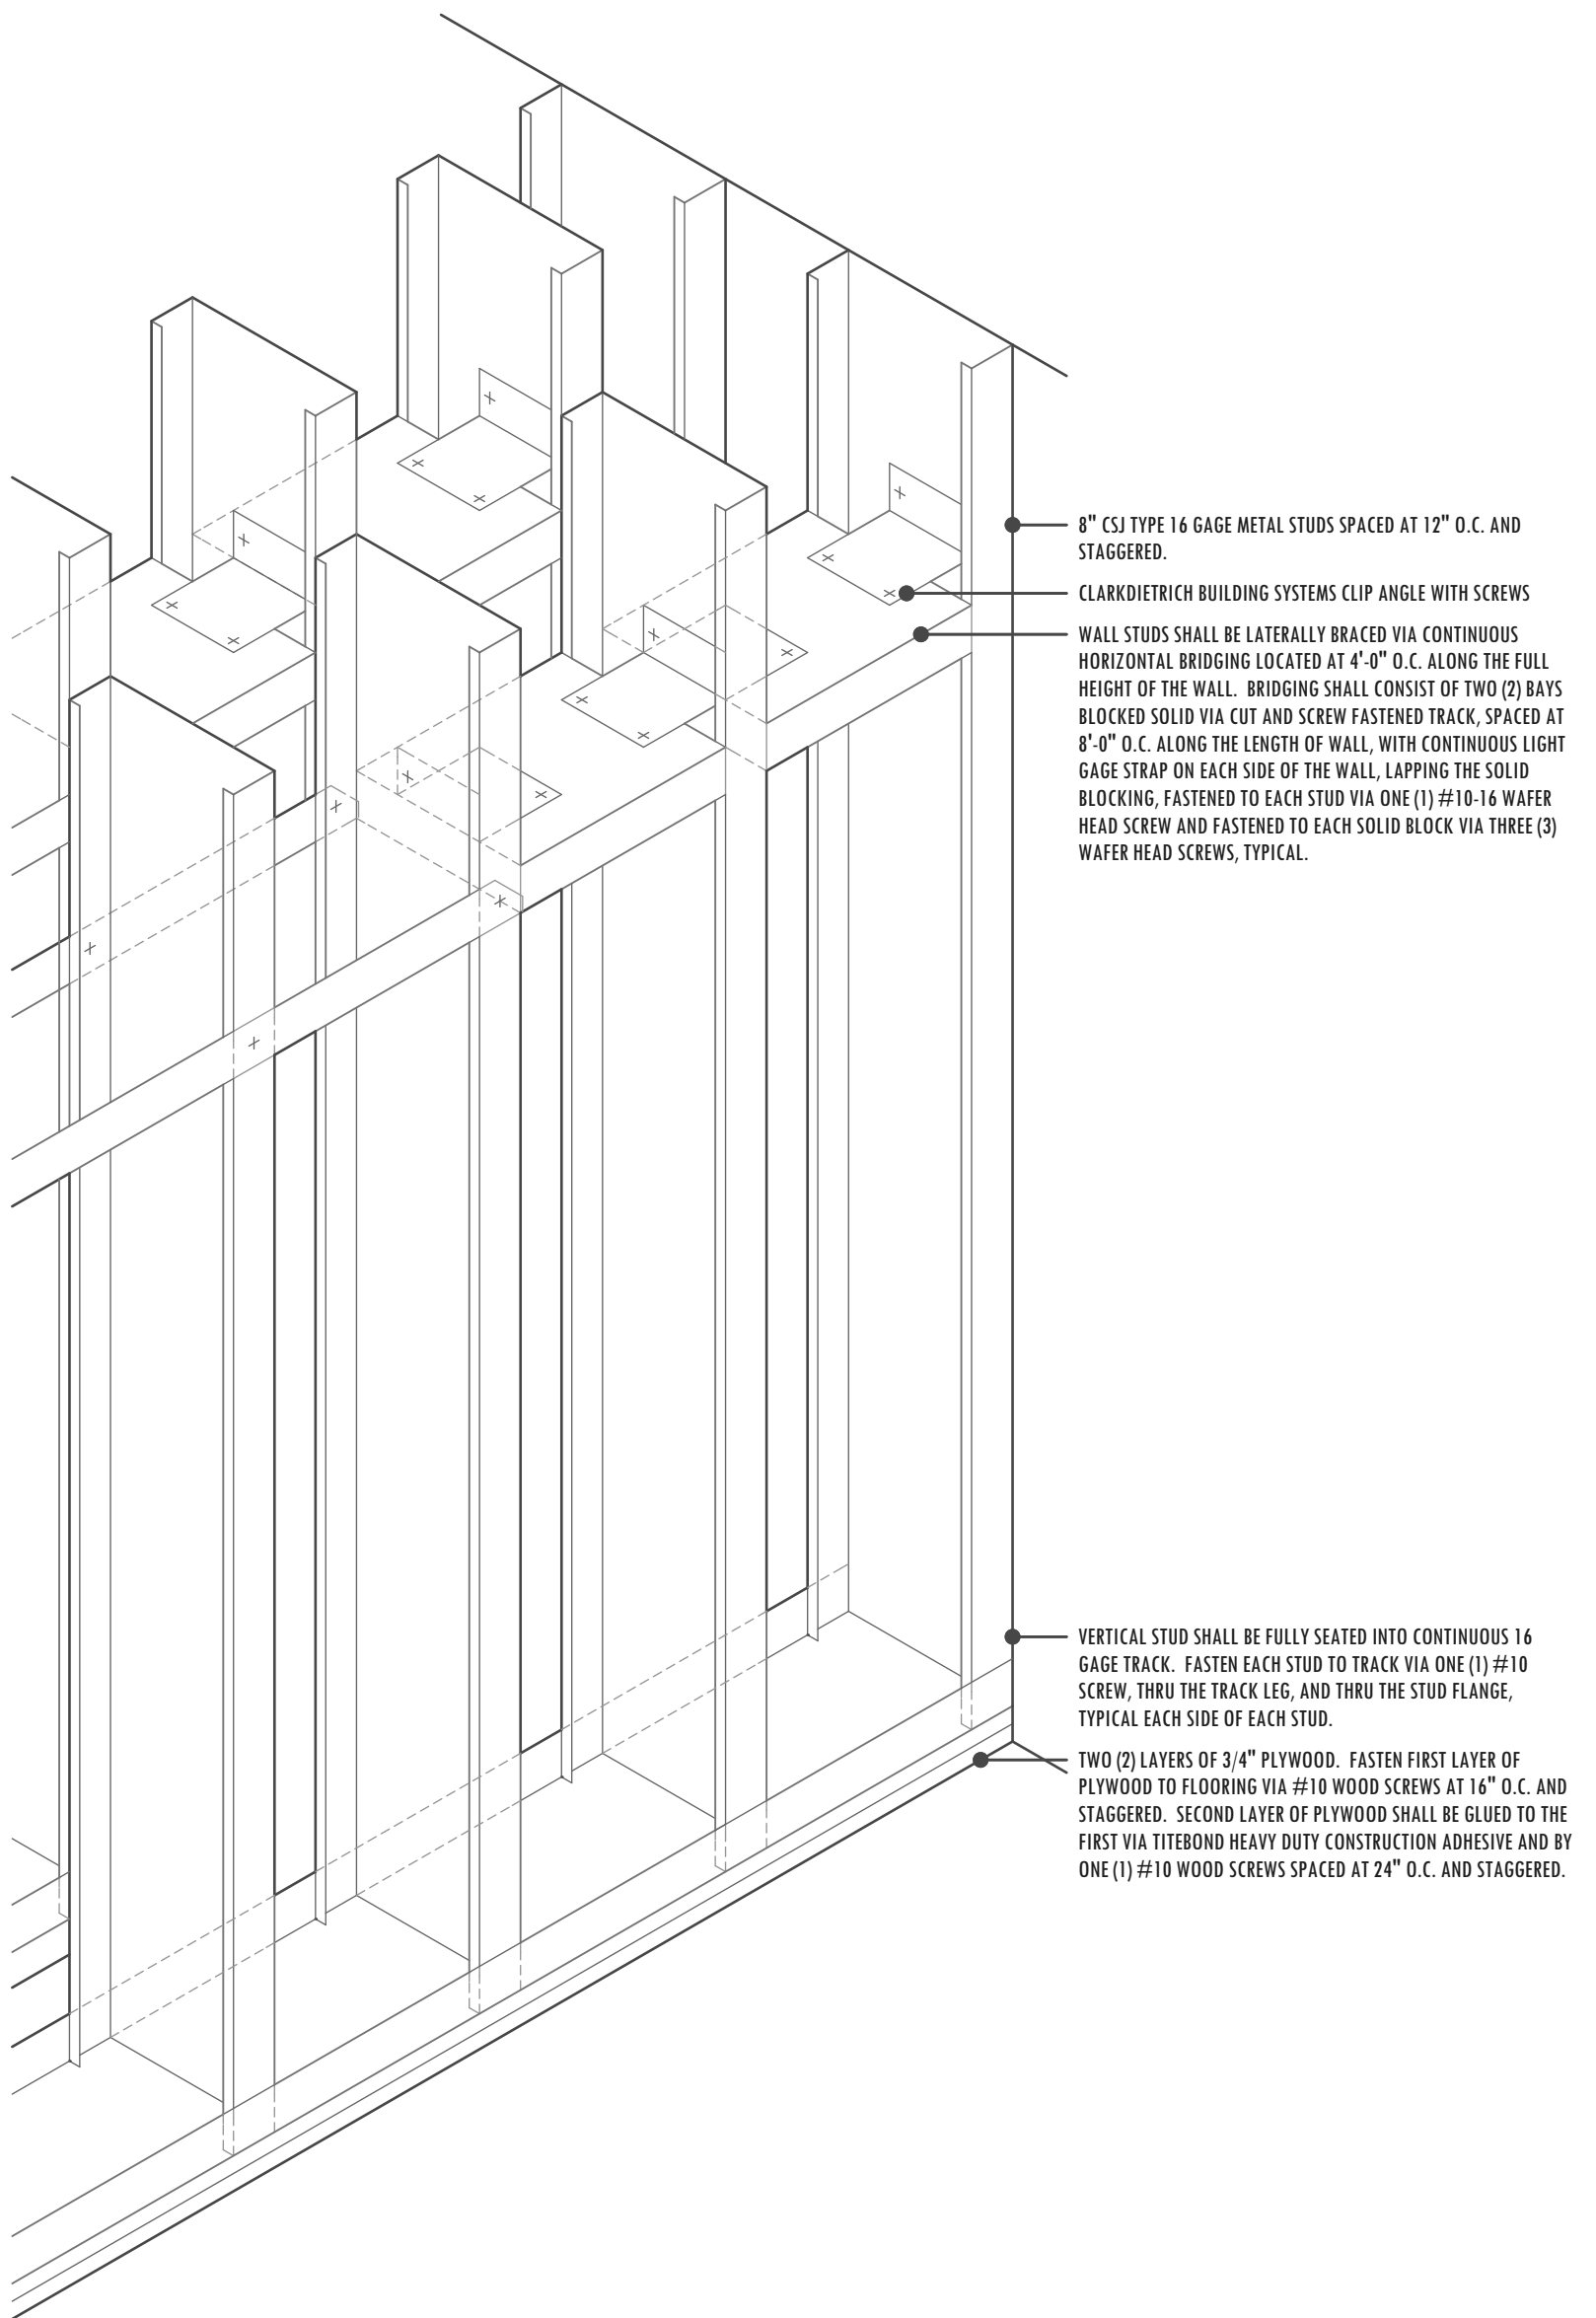 8" CSJ TYPE 16 GAGE METAL STUDS SPACED AT 12" O.C. AND
STAGGERED.
CLARKDIETRICH BUILDING SYSTEMS CLIP ANGLE WITH SCREWS
WALL STUDS SHALL BE LATERALLY BRACED VIA CONTINUOUS
HORIZONTAL BRIDGING LOCATED AT 4'-0" O.C. ALONG THE FULL
HEIGHT OF THE WALL. BRIDGING SHALL CONSIST OF TWO (2) BAYS
BLOCKED SOLID VIA CUT AND SCREW FASTENED TRACK, SPACED AT
8'-0" O.C. ALONG THE LENGTH OF WALL, WITH CONTINUOUS LIGHT
GAGE STRAP ON EACH SIDE OF THE WALL, LAPPING THE SOLID
BLOCKING, FASTENED TO EACH STUD VIA ONE (1) #10-16 WAFER
HEAD SCREW AND FASTENED TO EACH SOLID BLOCK VIA THREE (3)
WAFER HEAD SCREWS, TYPICAL.
VERTICAL STUD SHALL BE FULLY SEATED INTO CONTINUOUS 16
GAGE TRACK. FASTEN EACH STUD TO TRACK VIA ONE (1) #10
SCREW, THRU THE TRACK LEG, AND THRU THE STUD FLANGE,
TYPICAL EACH SIDE OF EACH STUD.
TWO (2) LAYERS OF 3/4" PLYWOOD. FASTEN FIRST LAYER OF
PLYWOOD TO FLOORING VIA #10 WOOD SCREWS AT 16" O.C. AND
STAGGERED. SECOND LAYER OF PLYWOOD SHALL BE GLUED TO THE
FIRST VIA TITEBOND HEAVY DUTY CONSTRUCTION ADHESIVE AND BY
ONE (1) #10 WOOD SCREWS SPACED AT 24" O.C. AND STAGGERED.